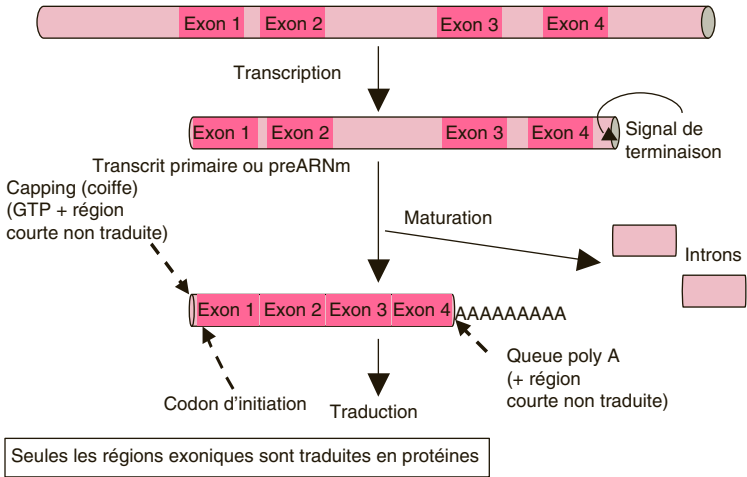 Exon 1 Exon 2 Exon 3 Exon 4
Transcription
Exon 1 Exon 2 Exon 3 Exon 4
Signal de
terminaison
Transcrit primaire ou preARNm
Capping (coiffe)
(GTP + région
courte non traduite)
Maturation
Introns
Exon 1 Exon 2 Exon 3 Exon 4 AAAAAAAAA
Queue poly A
(+ région
courte non traduite)
Codon d’initiation
Traduction
Seules les régions exoniques sont traduites en protéines